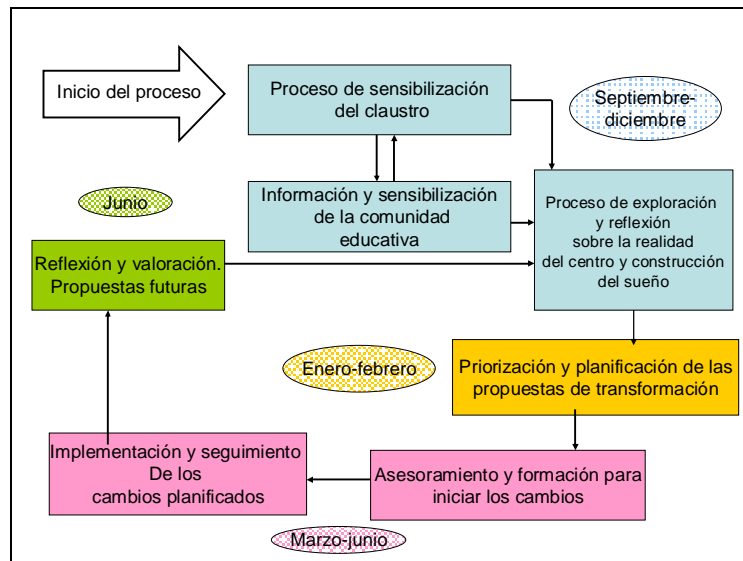 Inicio del proceso
Proceso de sensibilización
del claustro
Septiembre-
diciembre
Información y sensibilización
de la comunidad
educativa
Proceso de exploración
y reflexión
sobre la realidad
del centro y construcción
del sueño
Junio
Reflexión y valoración.
Propuestas futuras
Enero-febrero
Priorización y planificación de las
propuestas de transformación
Implementación y seguimiento
De los
cambios planificados
Asesoramiento y formación para
iniciar los cambios
Marzo-junio